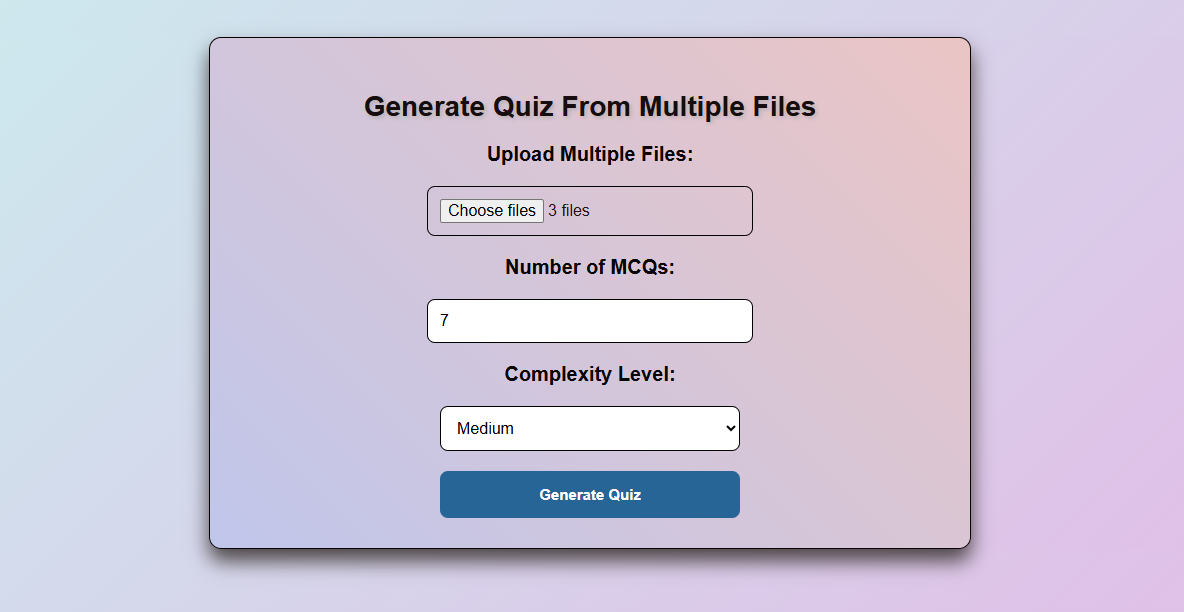 Generate Quiz From Multiple Files
Upload Multiple Files:
Choose files 3 files
Number of MCQs:
7
Complexity Level:
Medium
Generate Quiz